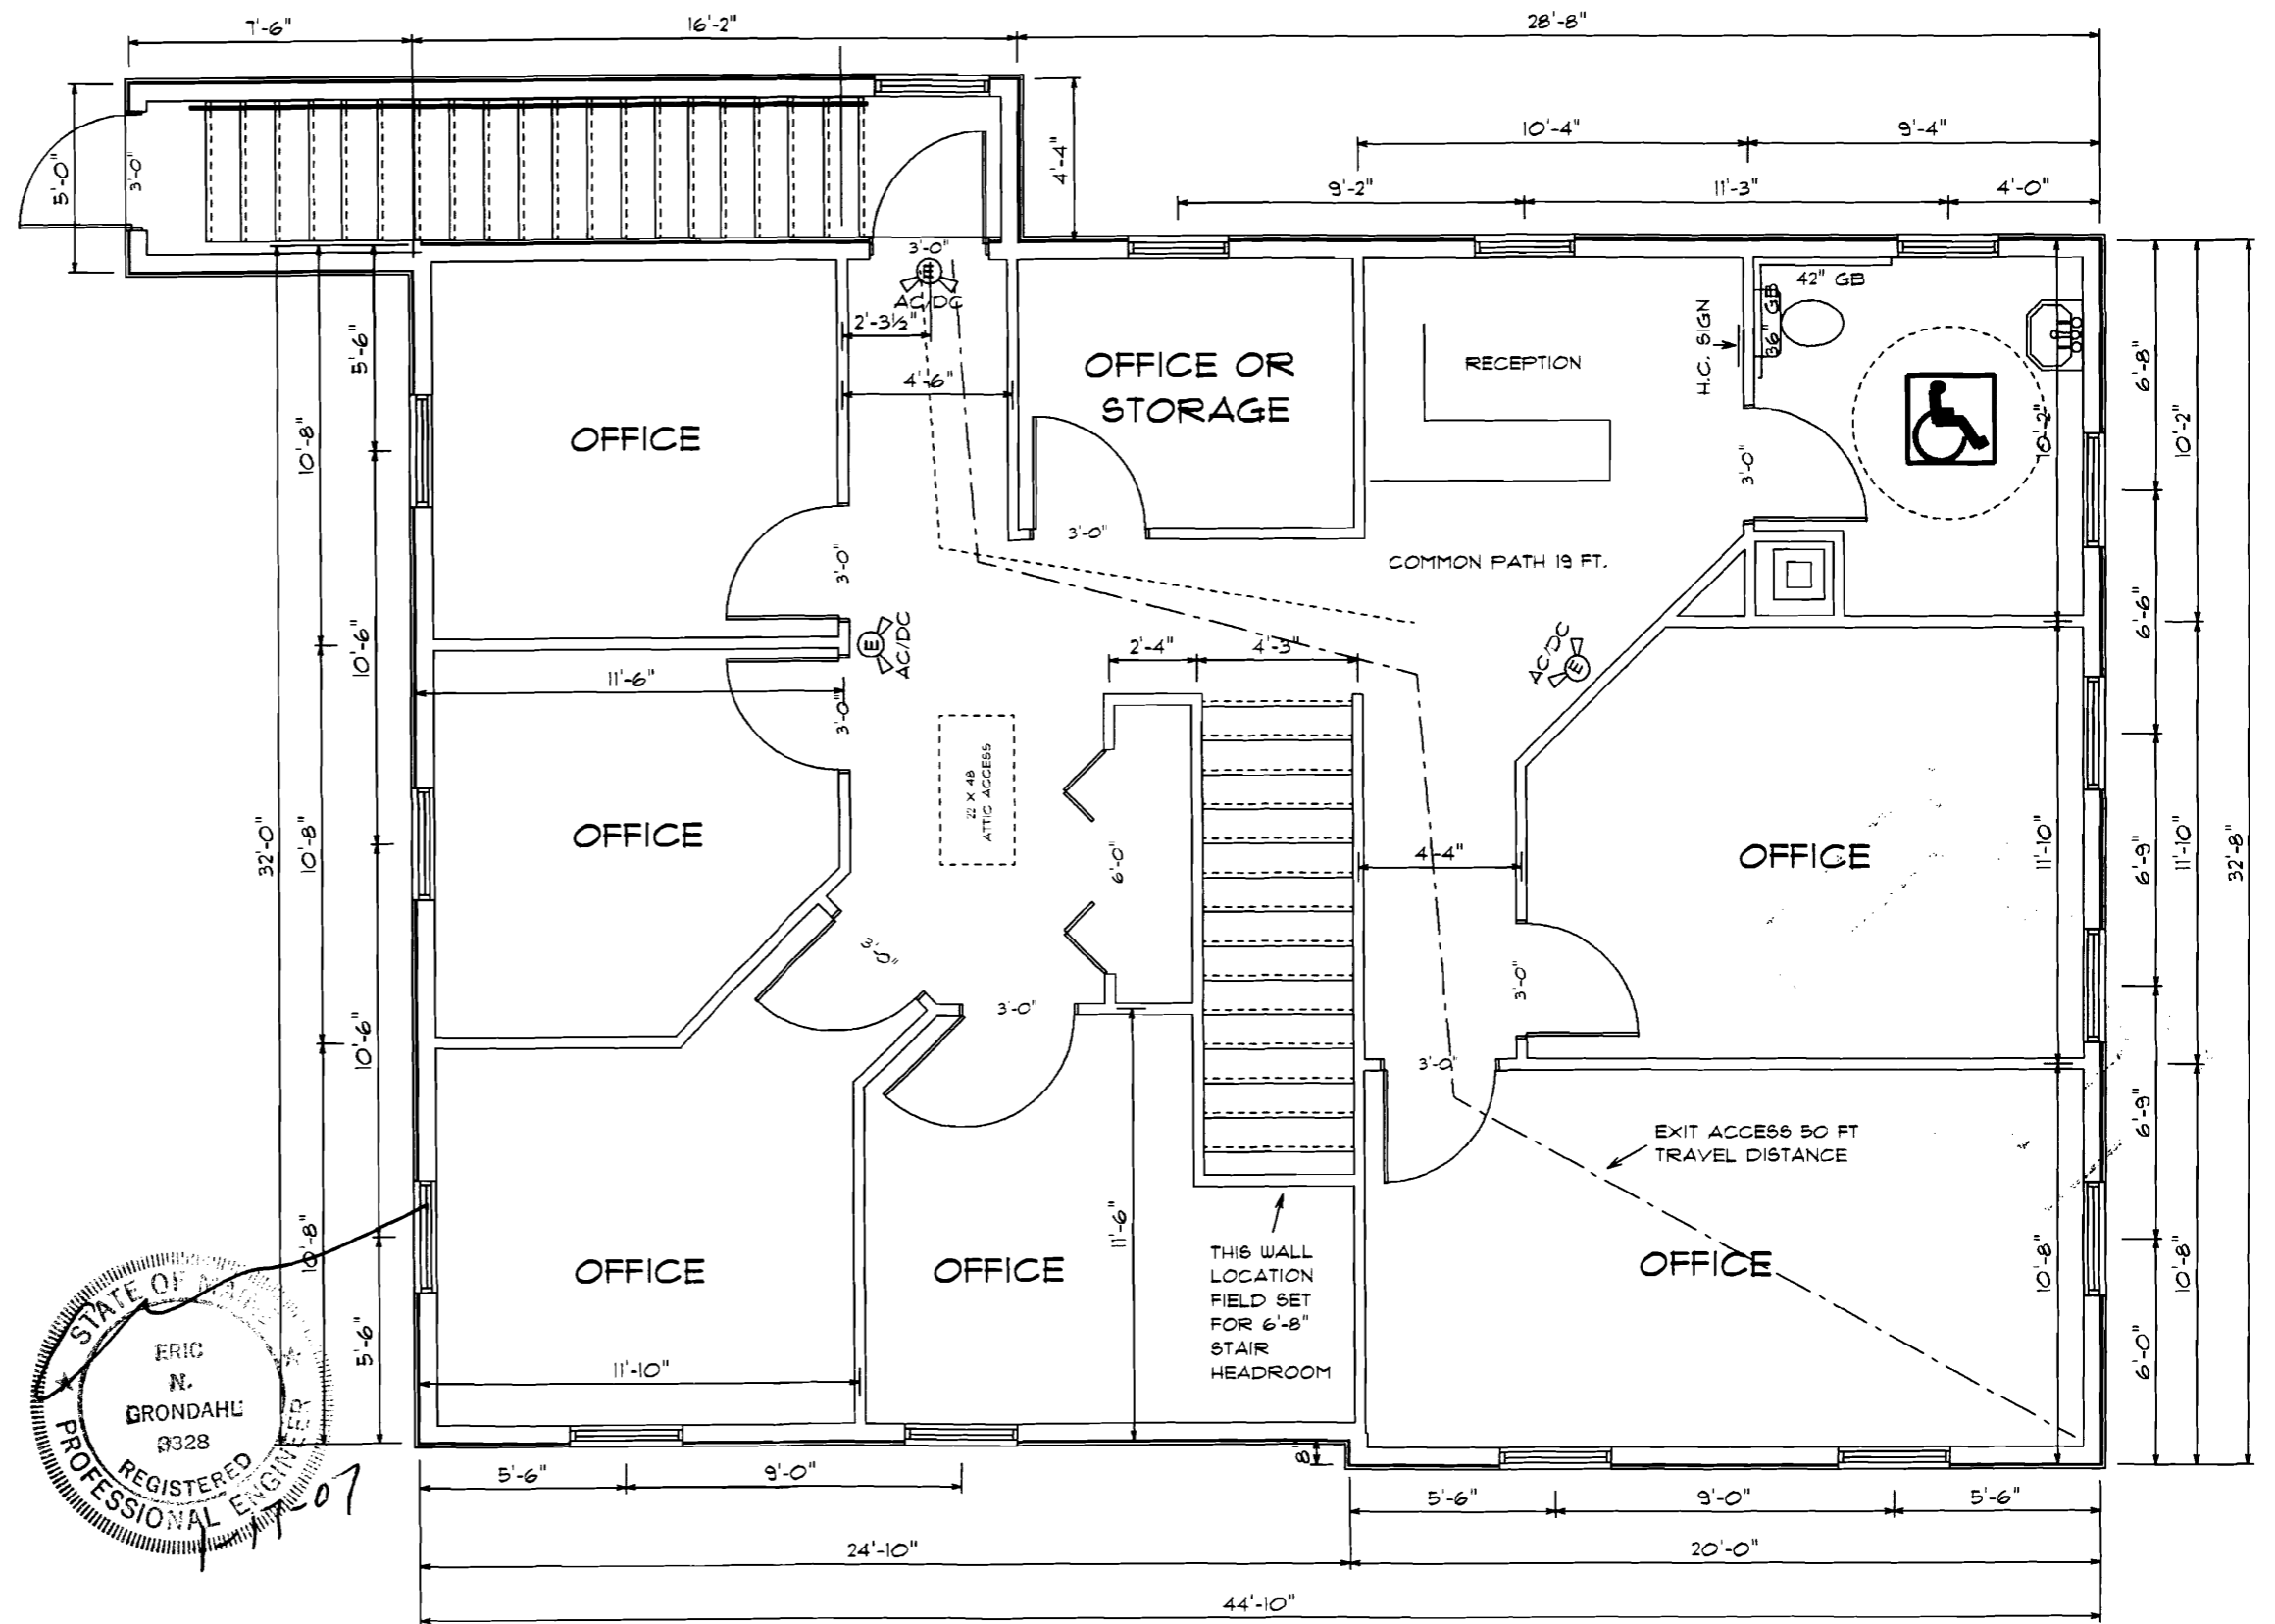 7'-6"
16'-2"
28'-8"
5'-0"
3'-0"
4'-4"
10'-4"
9'-4"
9'-2"
11'-3"
4'-0"
3'-0"
E
AC/DC
2'-3½"
4'-6"
OFFICE OR
STORAGE
RECEPTION
H.C. SIGN
42" GB
36" GB
10'-2"
6'-8"
10'-2"
5'-6"
10'-8"
OFFICE
3'-0"
3'-0"
3'-0"
COMMON PATH 19 FT.
10'-6"
11'-6"
E
AC/DC
3'-0"
2'-4"
4'-3"
AC/DC
E
6'-6"
32'-0"
10'-8"
OFFICE
22 X 48
ATTIC ACCESS
6'-0"
4'-4"
OFFICE
11'-10"
6'-9"
11'-10"
32'-8"
3'-0"
3'-0"
3'-0"
3'-0"
10'-6"
6'-9"
EXIT ACCESS 50 FT
TRAVEL DISTANCE
10'-8"
5'-6"
OFFICE
OFFICE
11'-6"
THIS WALL
LOCATION
FIELD SET
FOR 6'-8"
STAIR
HEADROOM
OFFICE
10'-8"
10'-8"
6'-0"
11'-10"
STATE OF
ERIC
N.
GRONDAHL
REGISTERED
PROFESSIONAL ENGINEER
5'-6"
9'-0"
8"
5'-6"
9'-0"
5'-6"
24'-10"
20'-0"
44'-10"